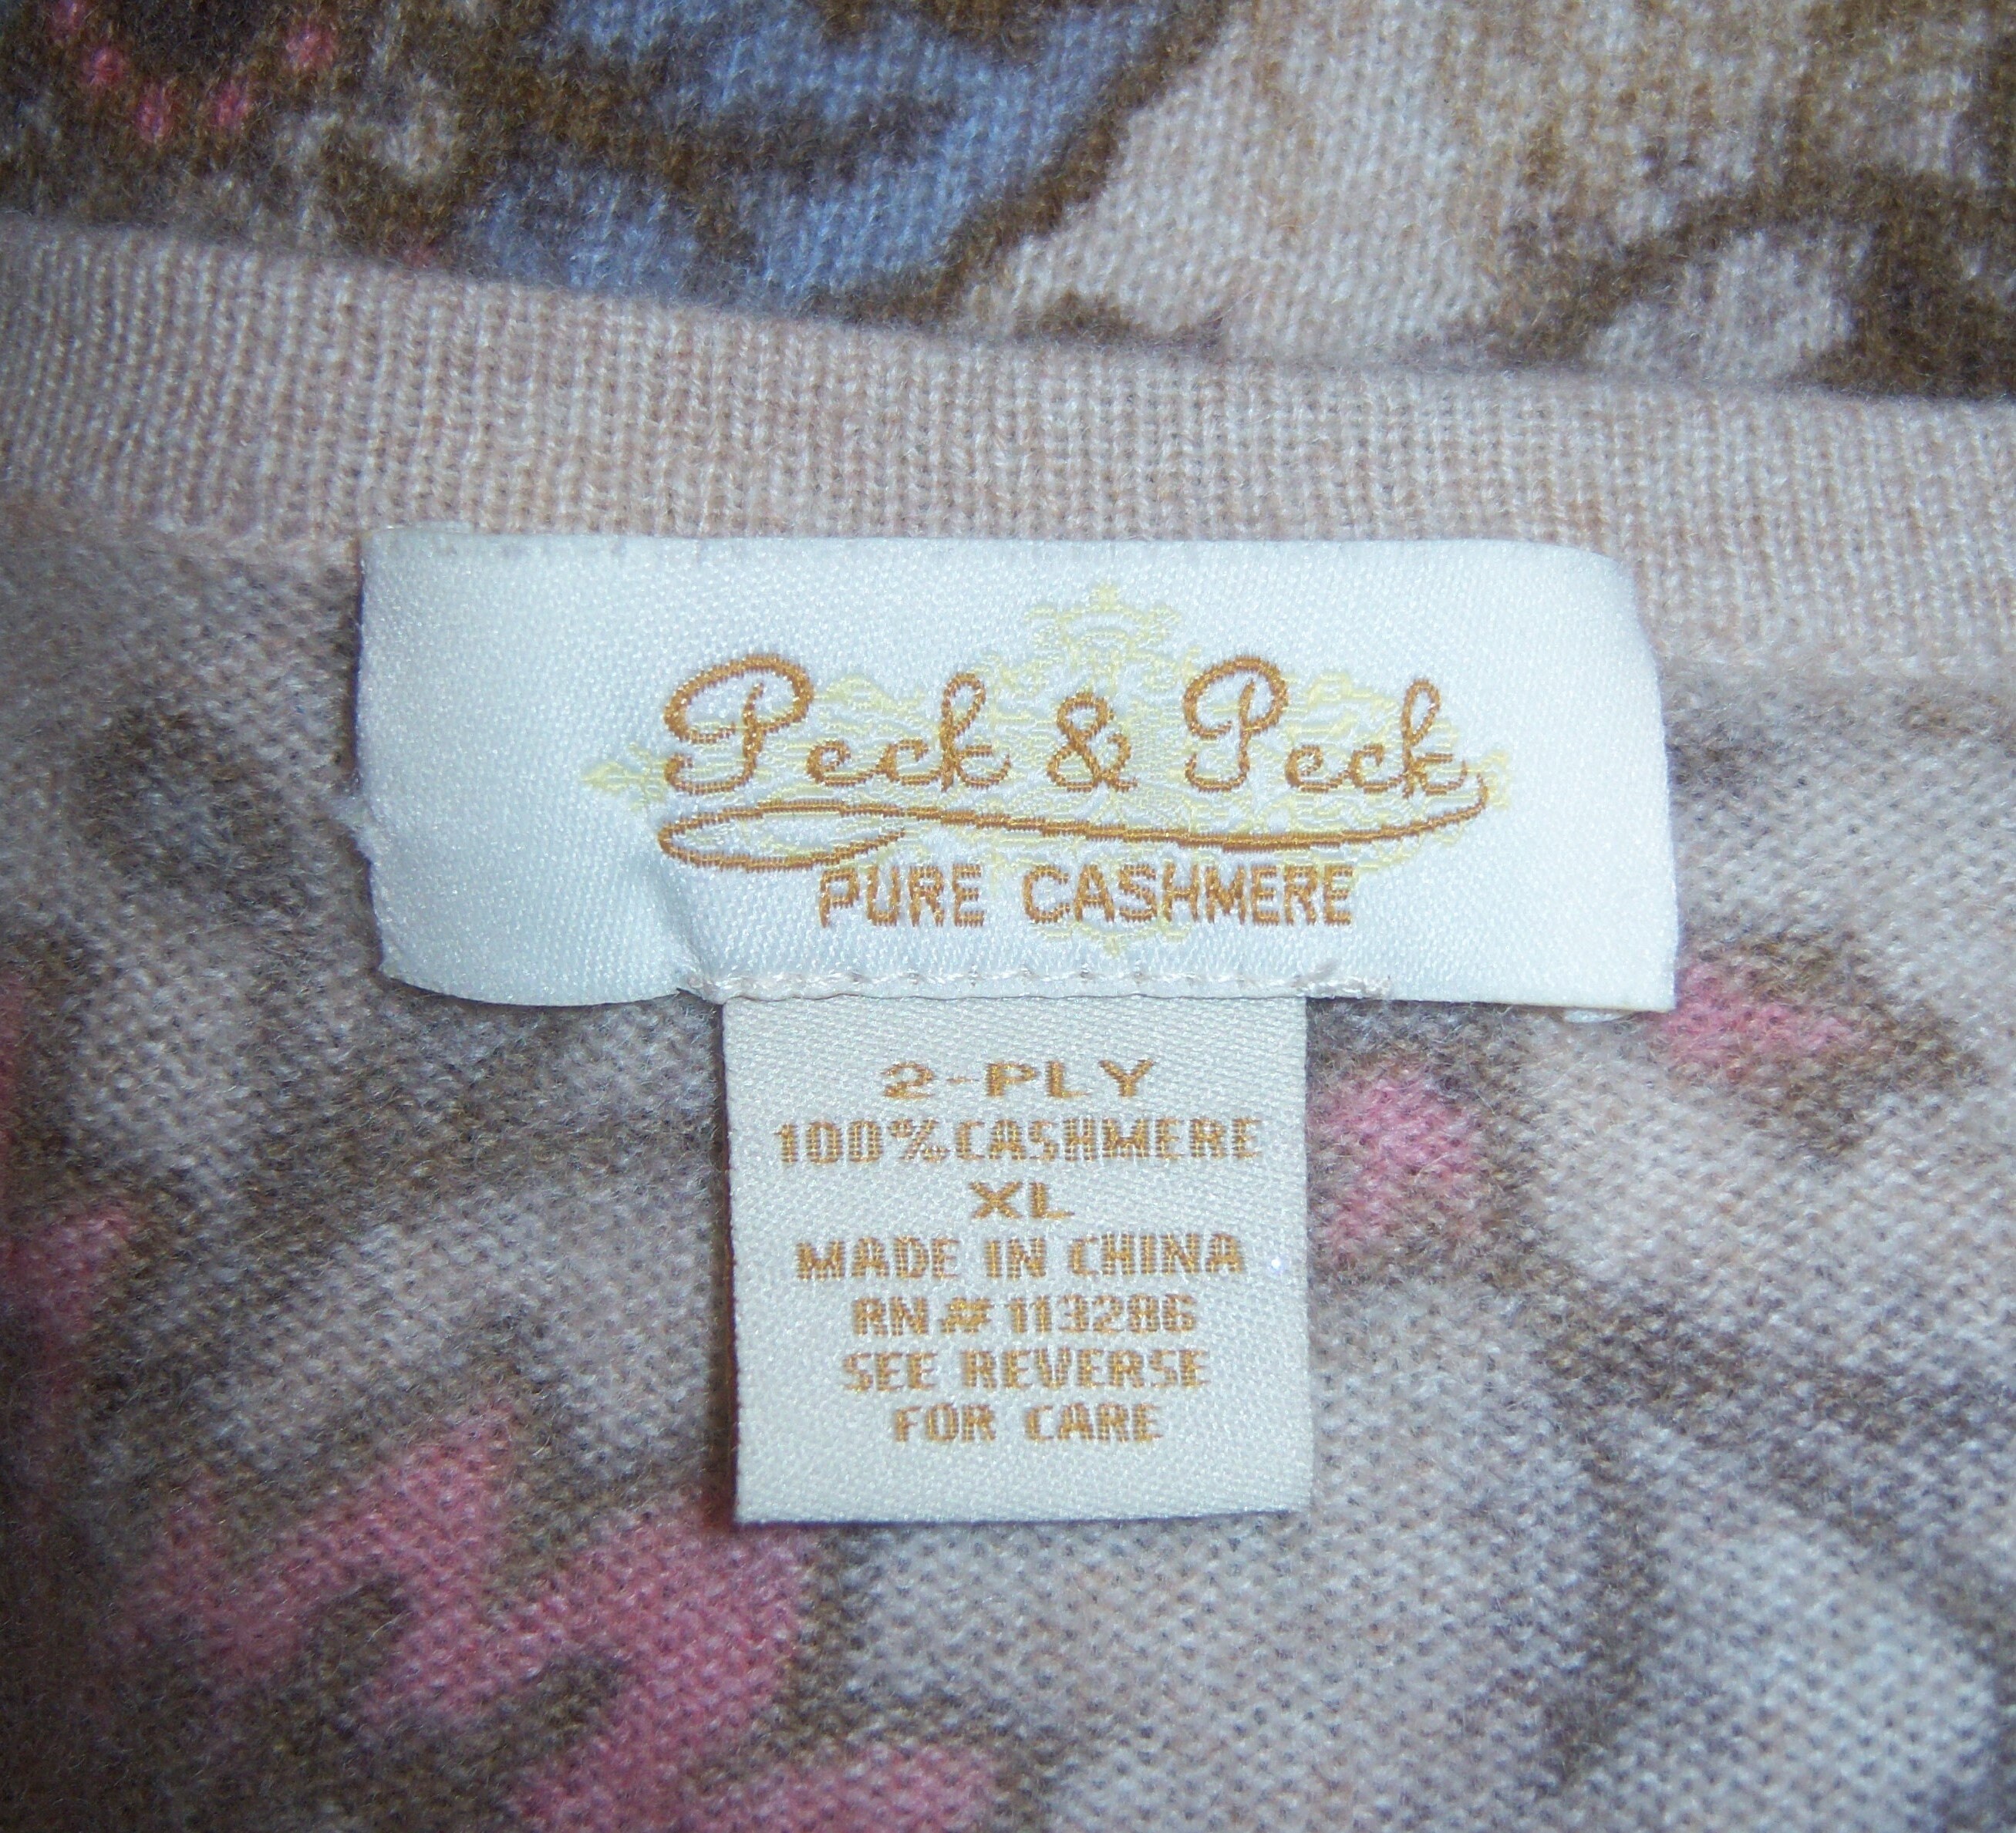 Peck & Peck
PURE CASHMERE
2-PLY
100% CASHMERE
XL
MADE IN CHINA
RN# 113286
SEE REVERSE
FOR CARE